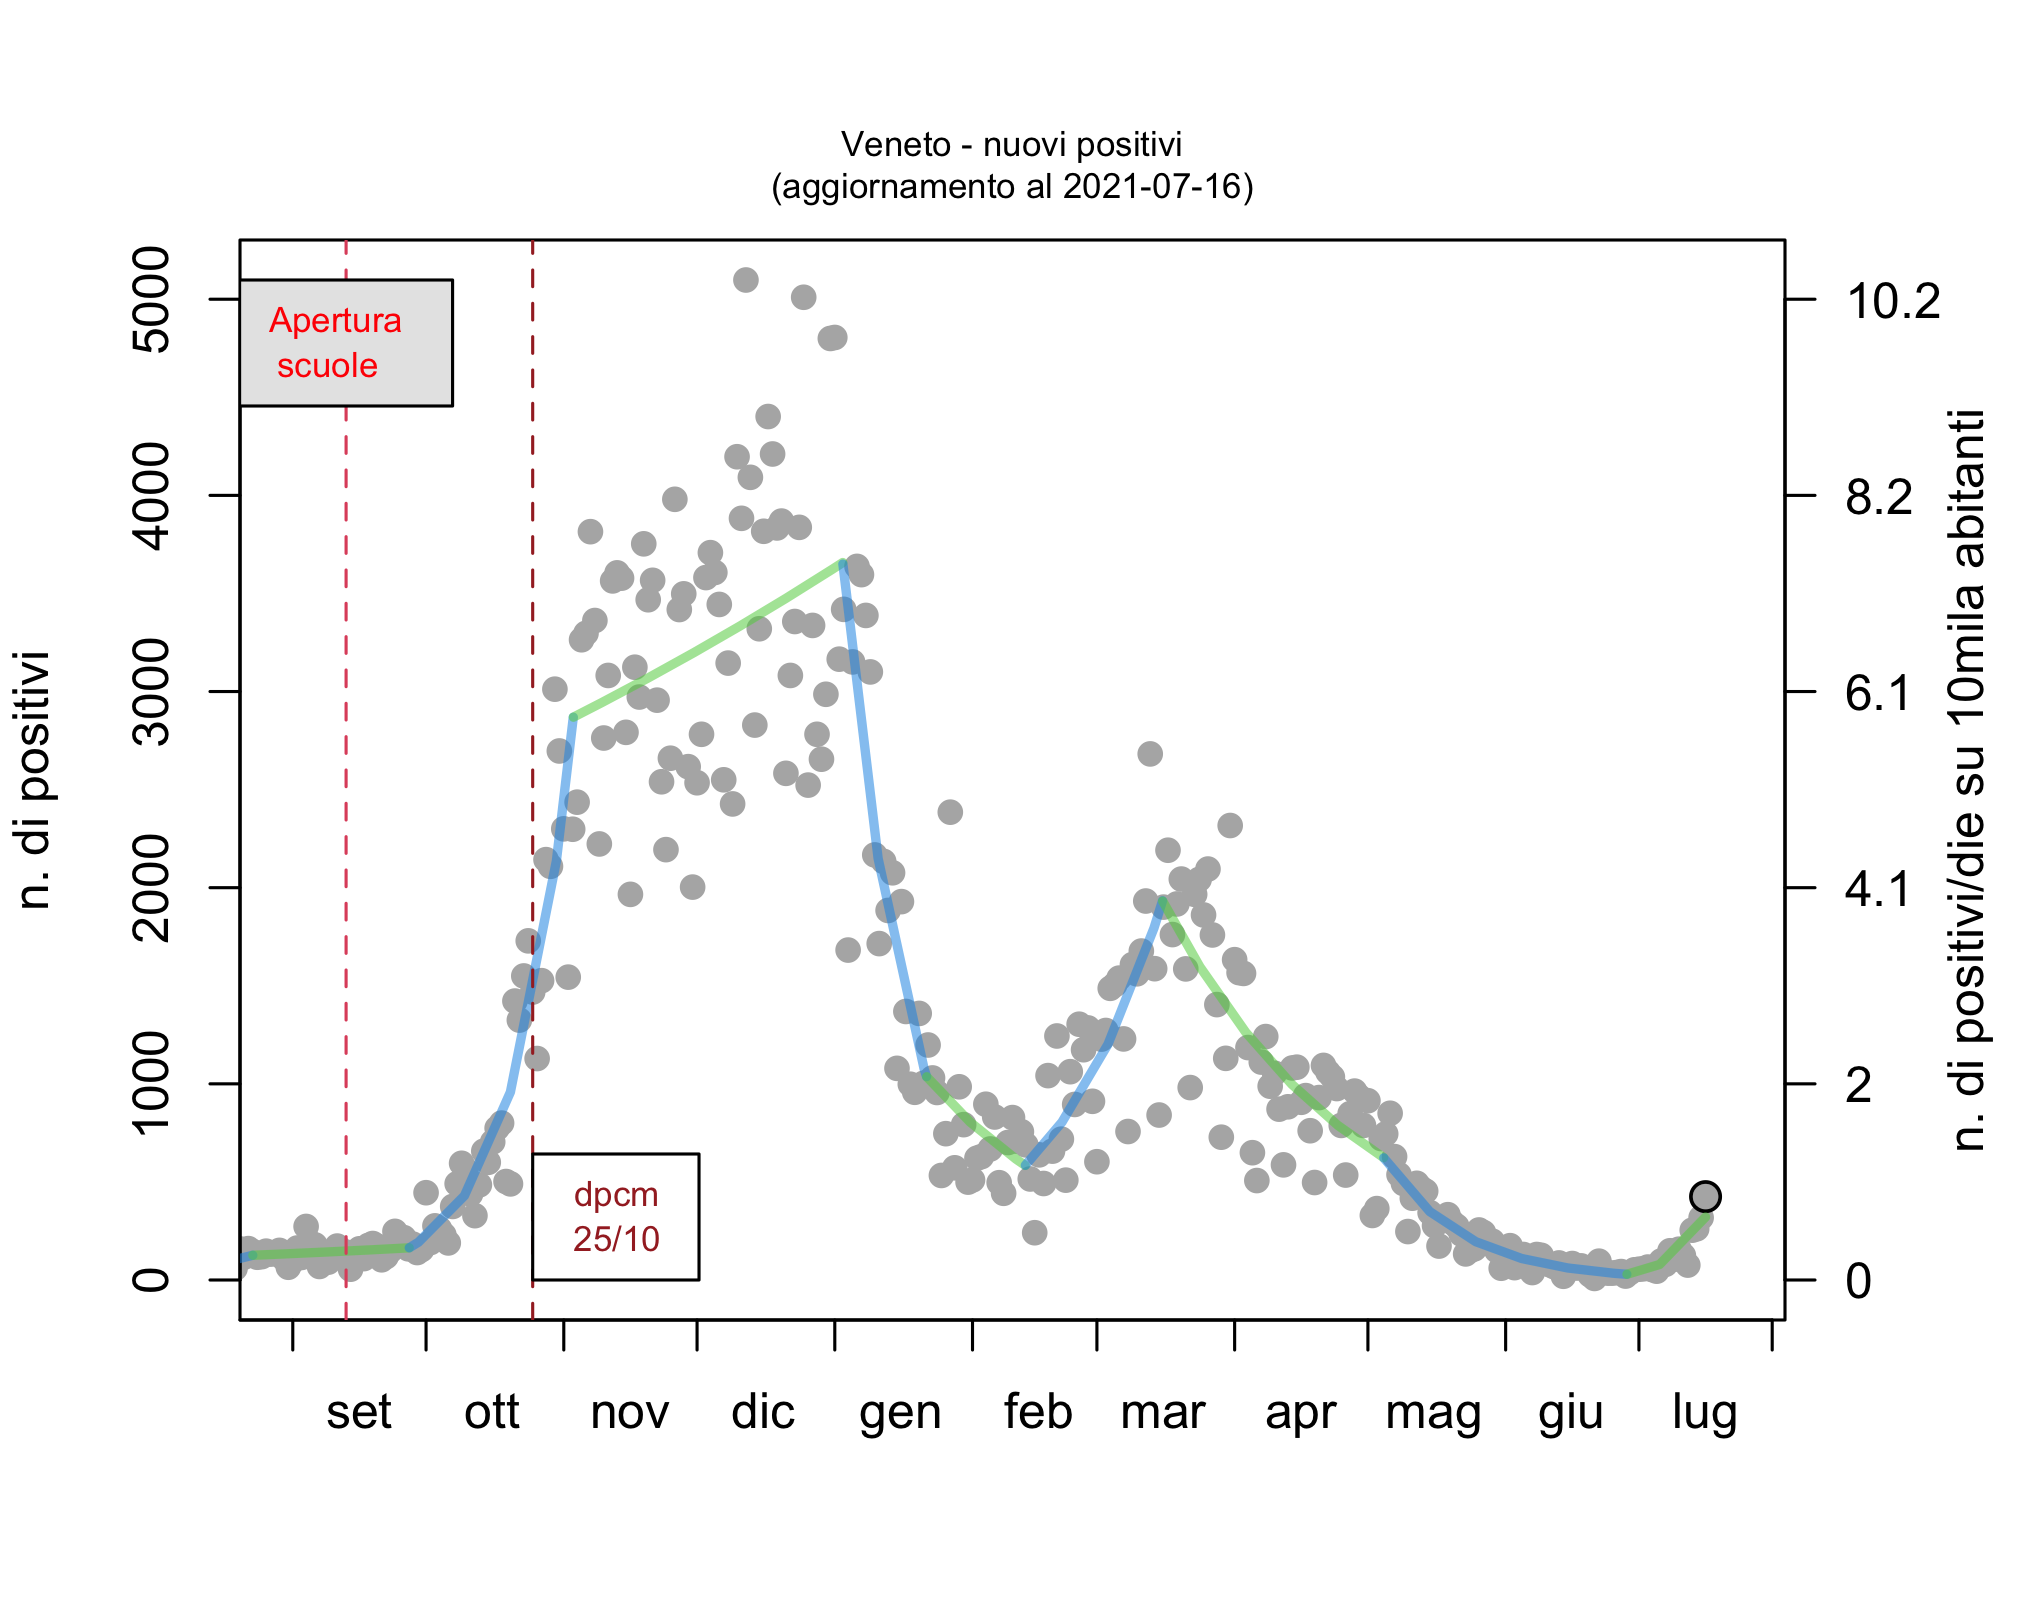 Veneto - nuovi positivi
(aggiornamento al 2021-07-16)
n. di positivi
5000
4000
3000
2000
1000
0
Apertura
scuole
dpcm
25/10
10.2
8.2
6.1
4.1
2
0
n. di positivi/die su 10mila abitanti
set ott nov dic gen feb mar apr mag giu lug